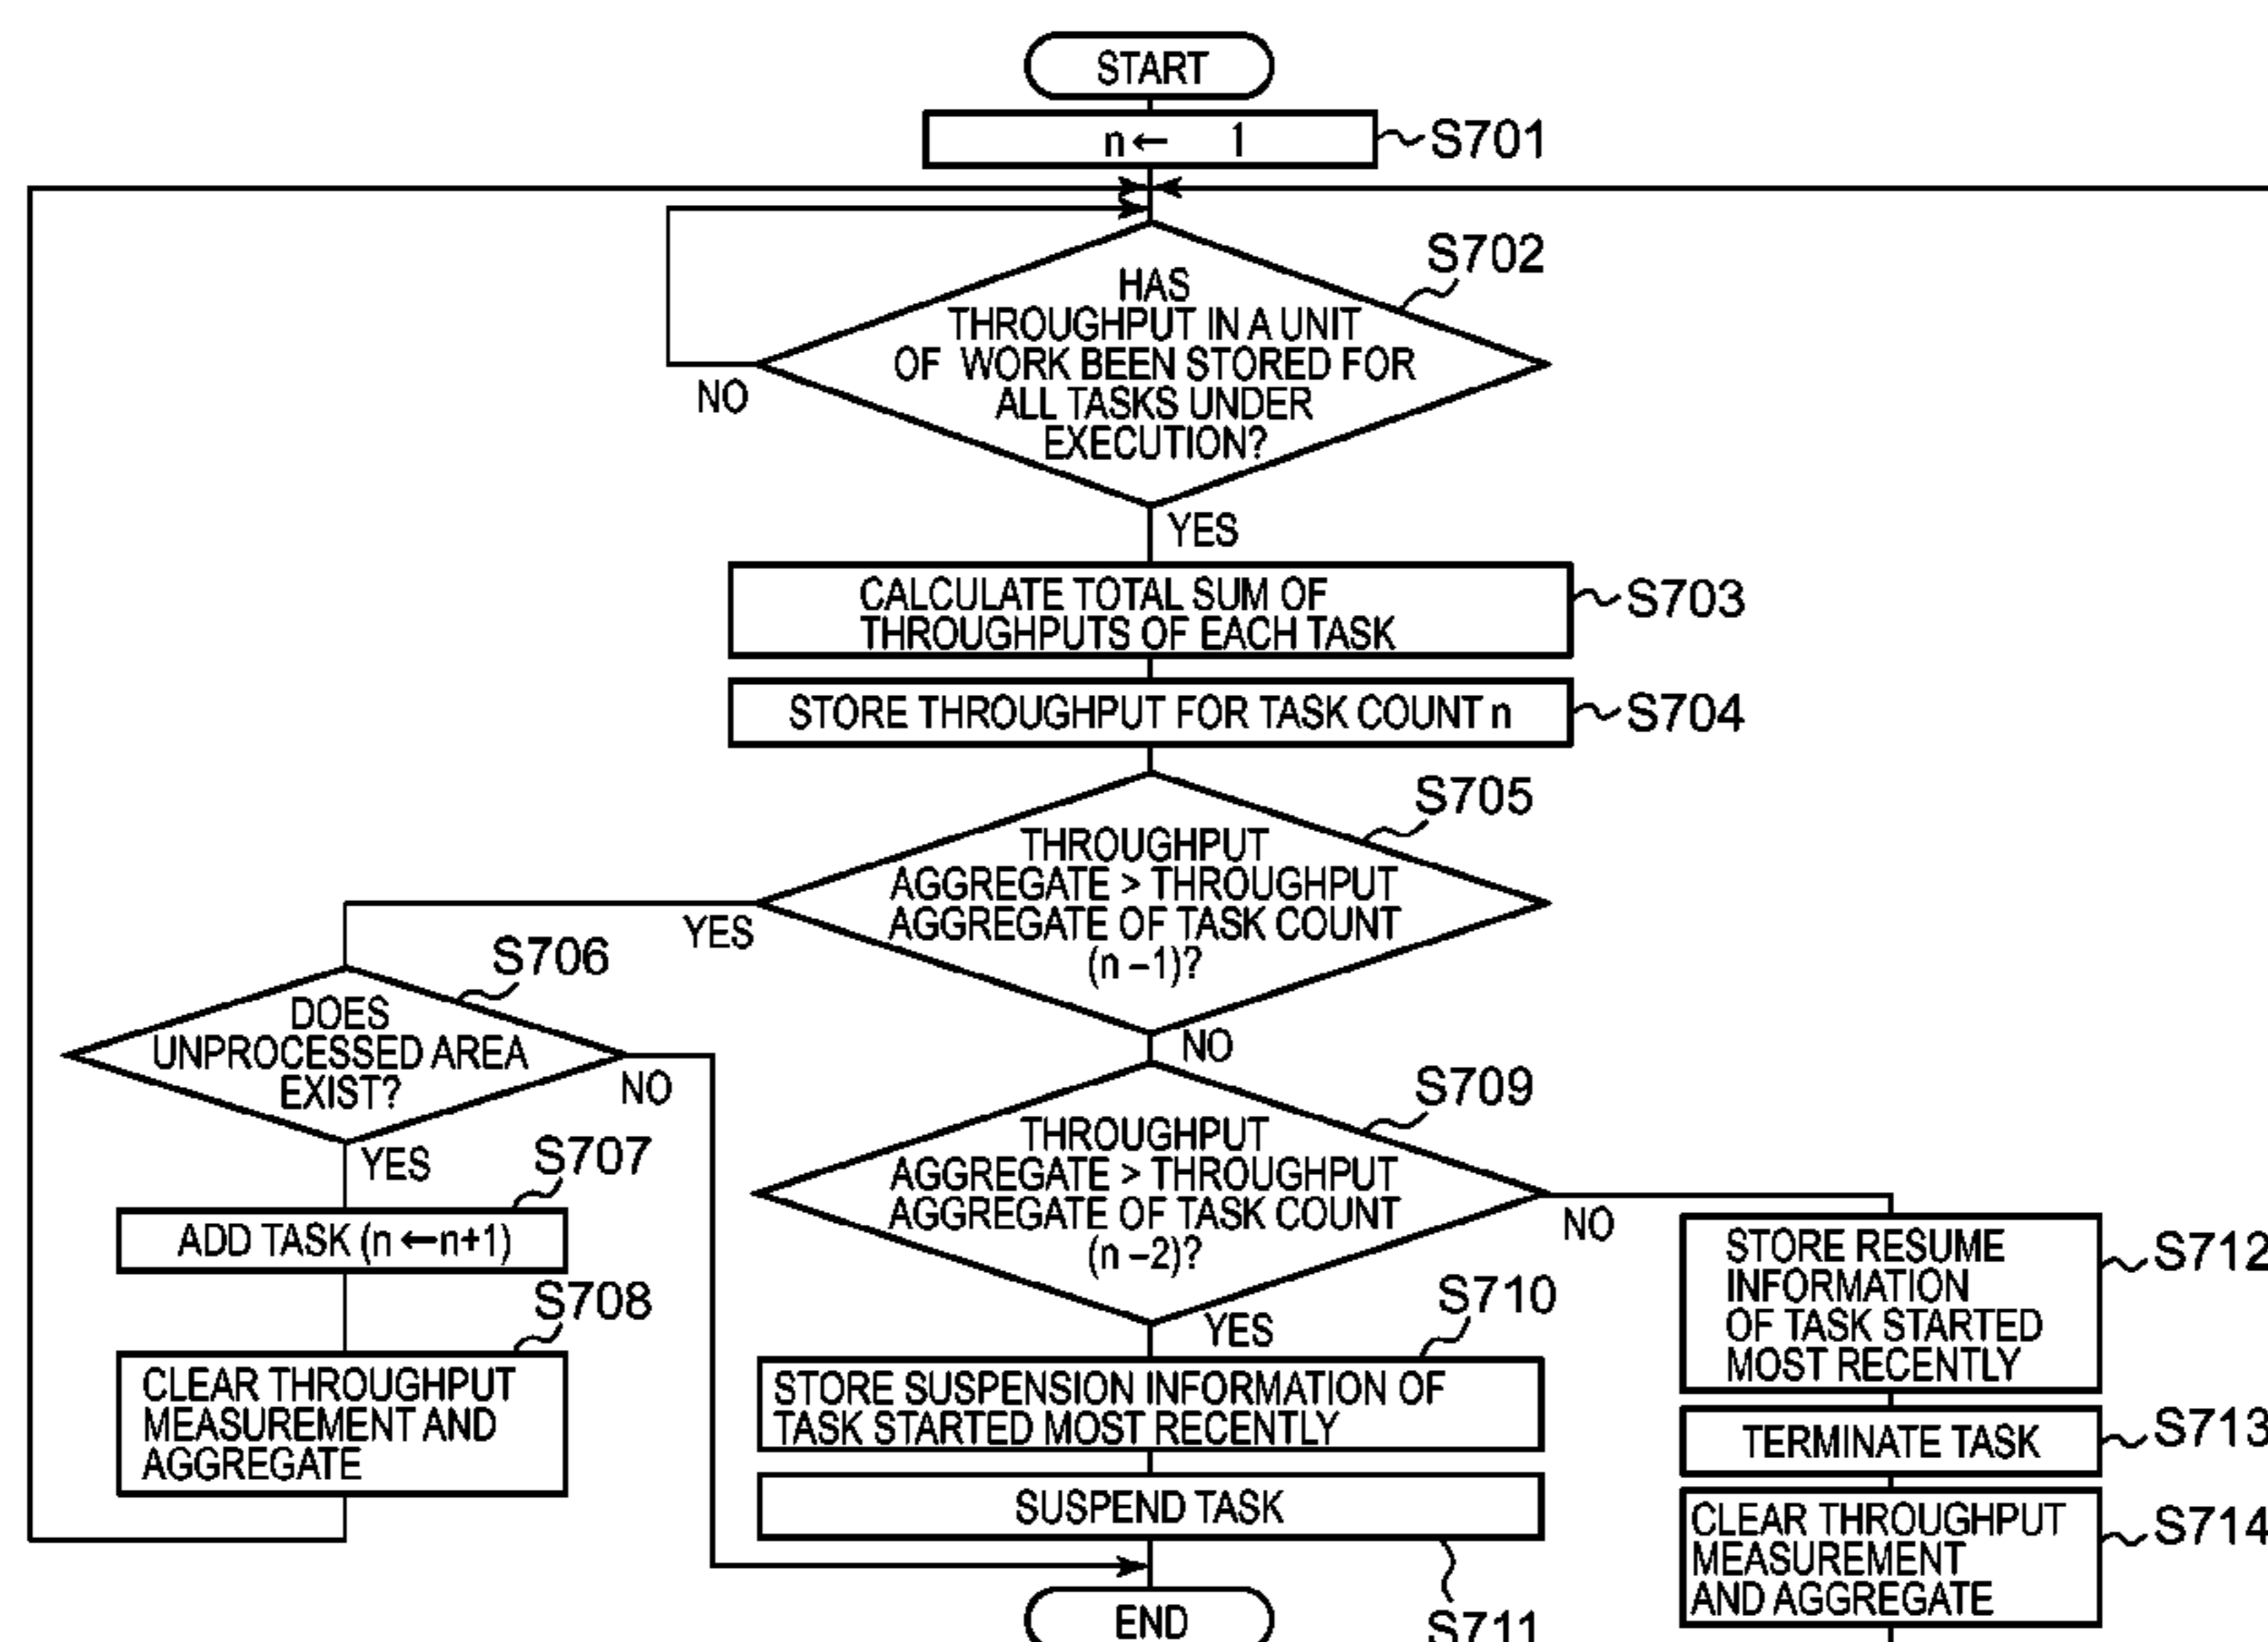 START
n← 1
S701
S702
HAS
THROUGHPUT IN A UNIT
OF WORK BEEN STORED FOR
ALL TASKS UNDER
EXECUTION?
NO
YES
CALCULATE TOTAL SUM OF
THROUGHPUTS OF EACH TASK
S703
STORE THROUGHPUT FOR TASK COUNT n
S704
S705
THROUGHPUT
AGGREGATE > THROUGHPUT
AGGREGATE OF TASK COUNT
(n –1)?
YES
NO
S706
DOES
UNPROCESSED AREA
EXIST?
NO
YES
S707
ADD TASK (n ←n+1)
S708
CLEAR THROUGHPUT
MEASUREMENT AND
AGGREGATE
S709
THROUGHPUT
AGGREGATE > THROUGHPUT
AGGREGATE OF TASK COUNT
(n –2)?
NO
YES
S710
STORE SUSPENSION INFORMATION OF
TASK STARTED MOST RECENTLY
SUSPEND TASK
S711
END
STORE RESUME
INFORMATION
OF TASK STARTED
MOST RECENTLY
S712
TERMINATE TASK
S713
CLEAR THROUGHPUT
MEASUREMENT
AND AGGREGATE
S714